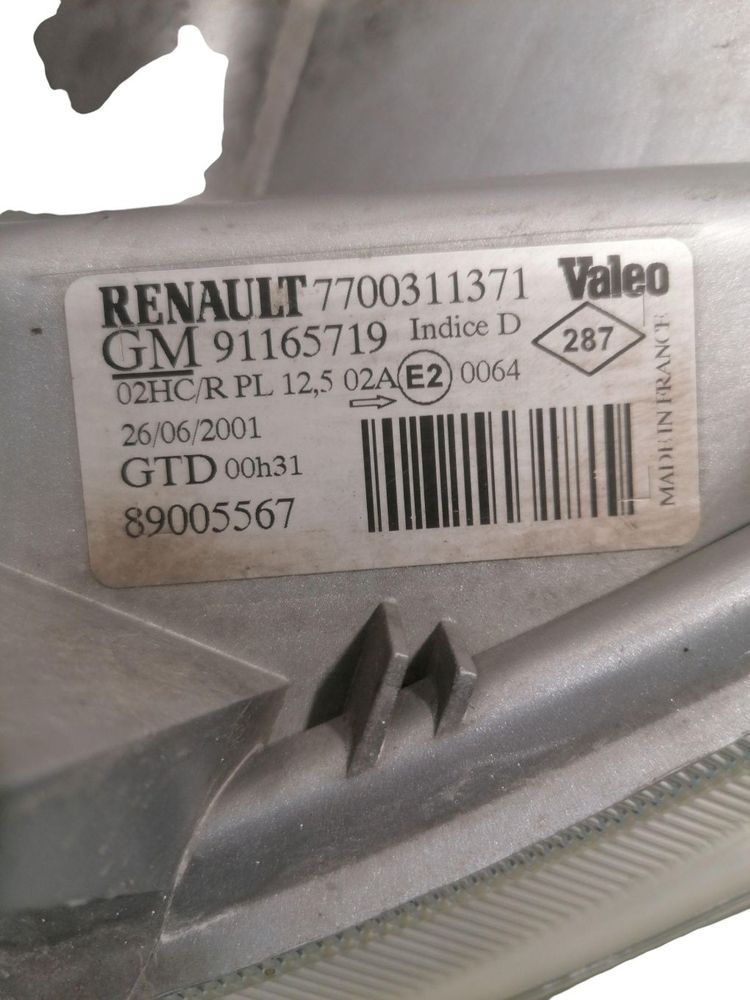 RENAULT 7700311371 Valeo
GM 91165719 Indice D 287
02HC/R PL 12,5 02A E2 0064
26/06/2001
GTD 00h31
89005567
MADE IN FRANCE